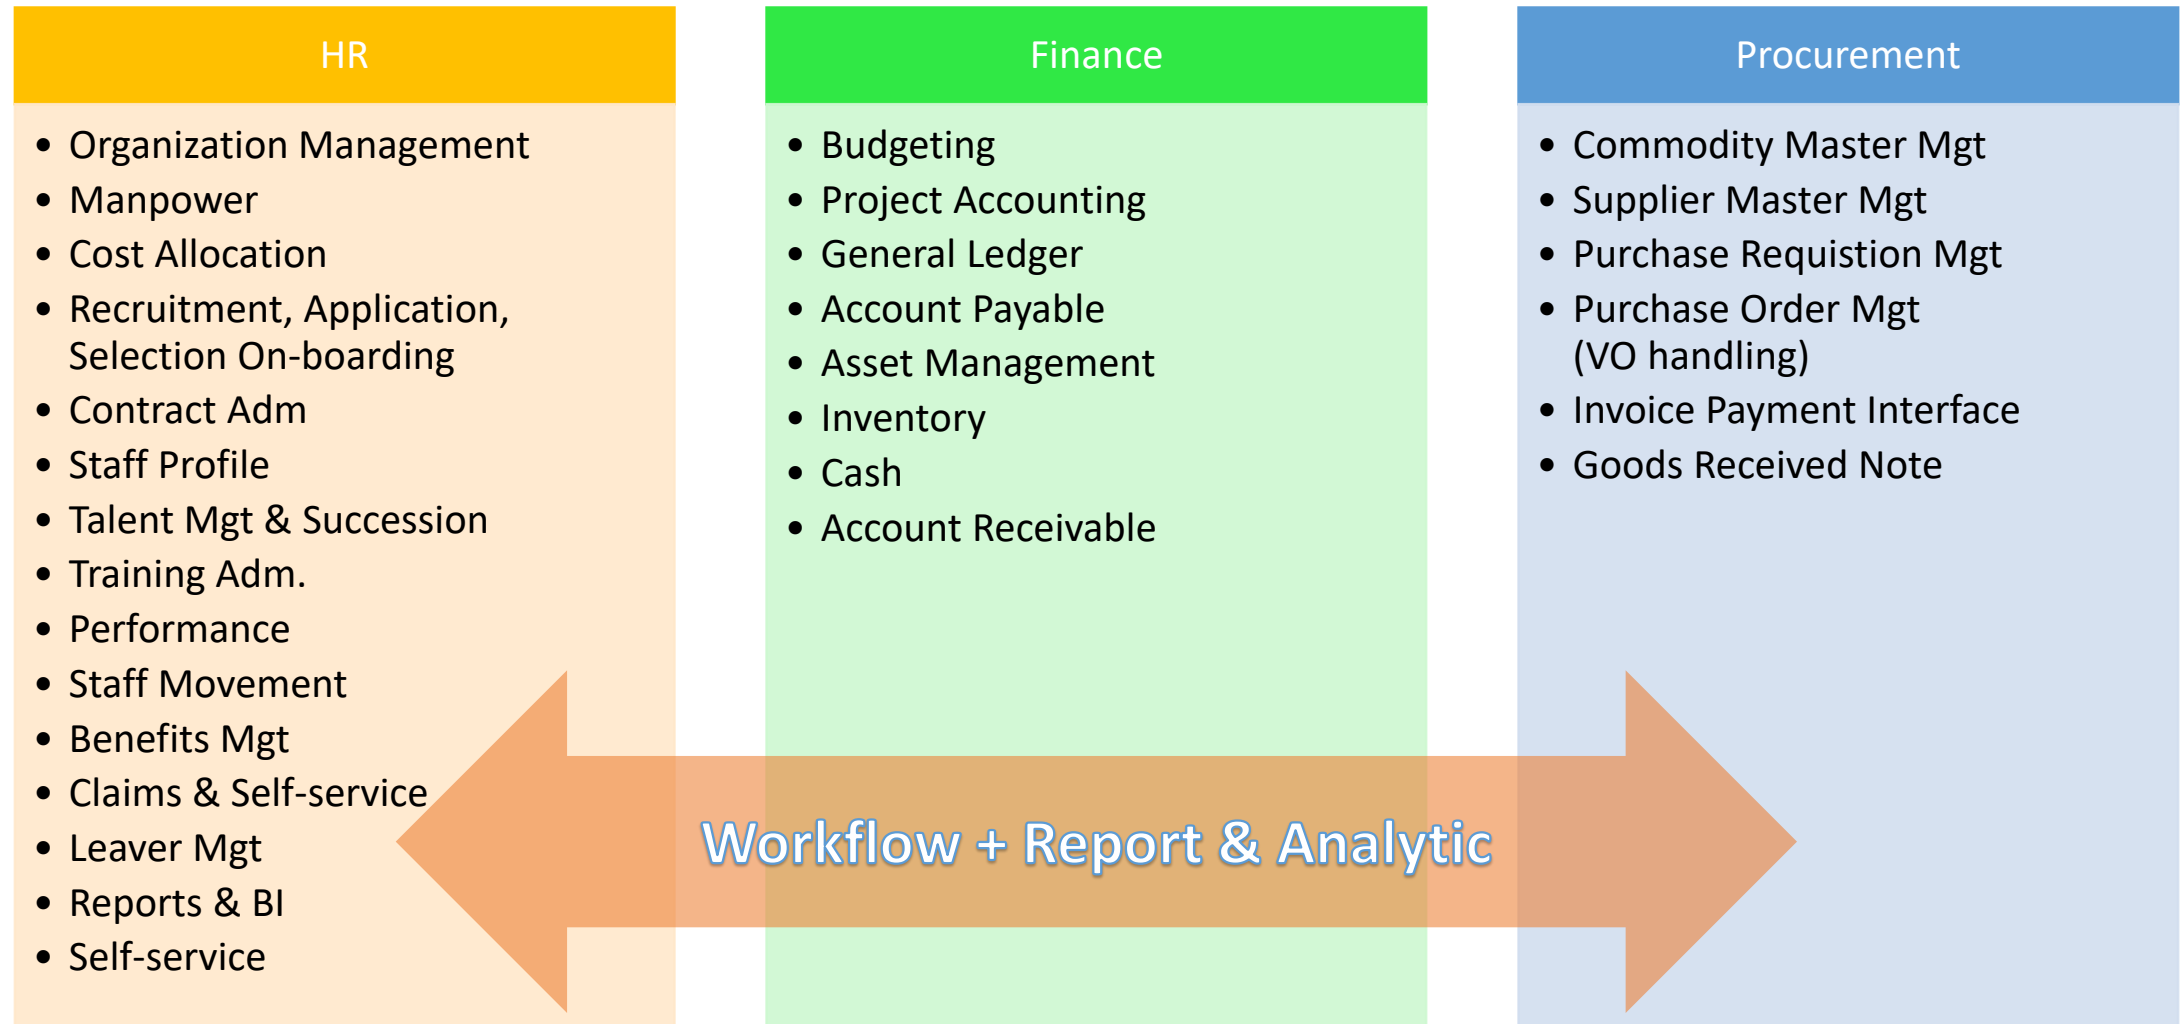 HR
• Organization Management
• Manpower
• Cost Allocation
• Recruitment, Application,
Selection On-boarding
• Contract Adm
• Staff Profile
• Talent Mgt & Succession
• Training Adm.
• Performance
• Staff Movement
• Benefits Mgt
• Claims & Self-service
• Leaver Mgt
• Reports & BI
• Self-service
Finance
• Budgeting
• Project Accounting
• General Ledger
• Account Payable
• Asset Management
• Inventory
• Cash
• Account Receivable
Procurement
• Commodity Master Mgt
• Supplier Master Mgt
• Purchase Requistion Mgt
• Purchase Order Mgt
(VO handling)
• Invoice Payment Interface
• Goods Received Note
Workflow + Report & Analytic